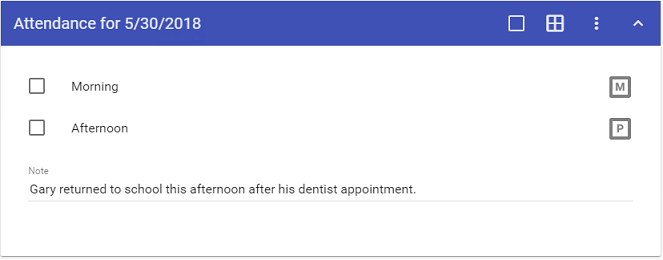 Attendance for 5/30/2018
Morning M
Afternoon P
Note
Gary returned to school this afternoon after his dentist appointment.